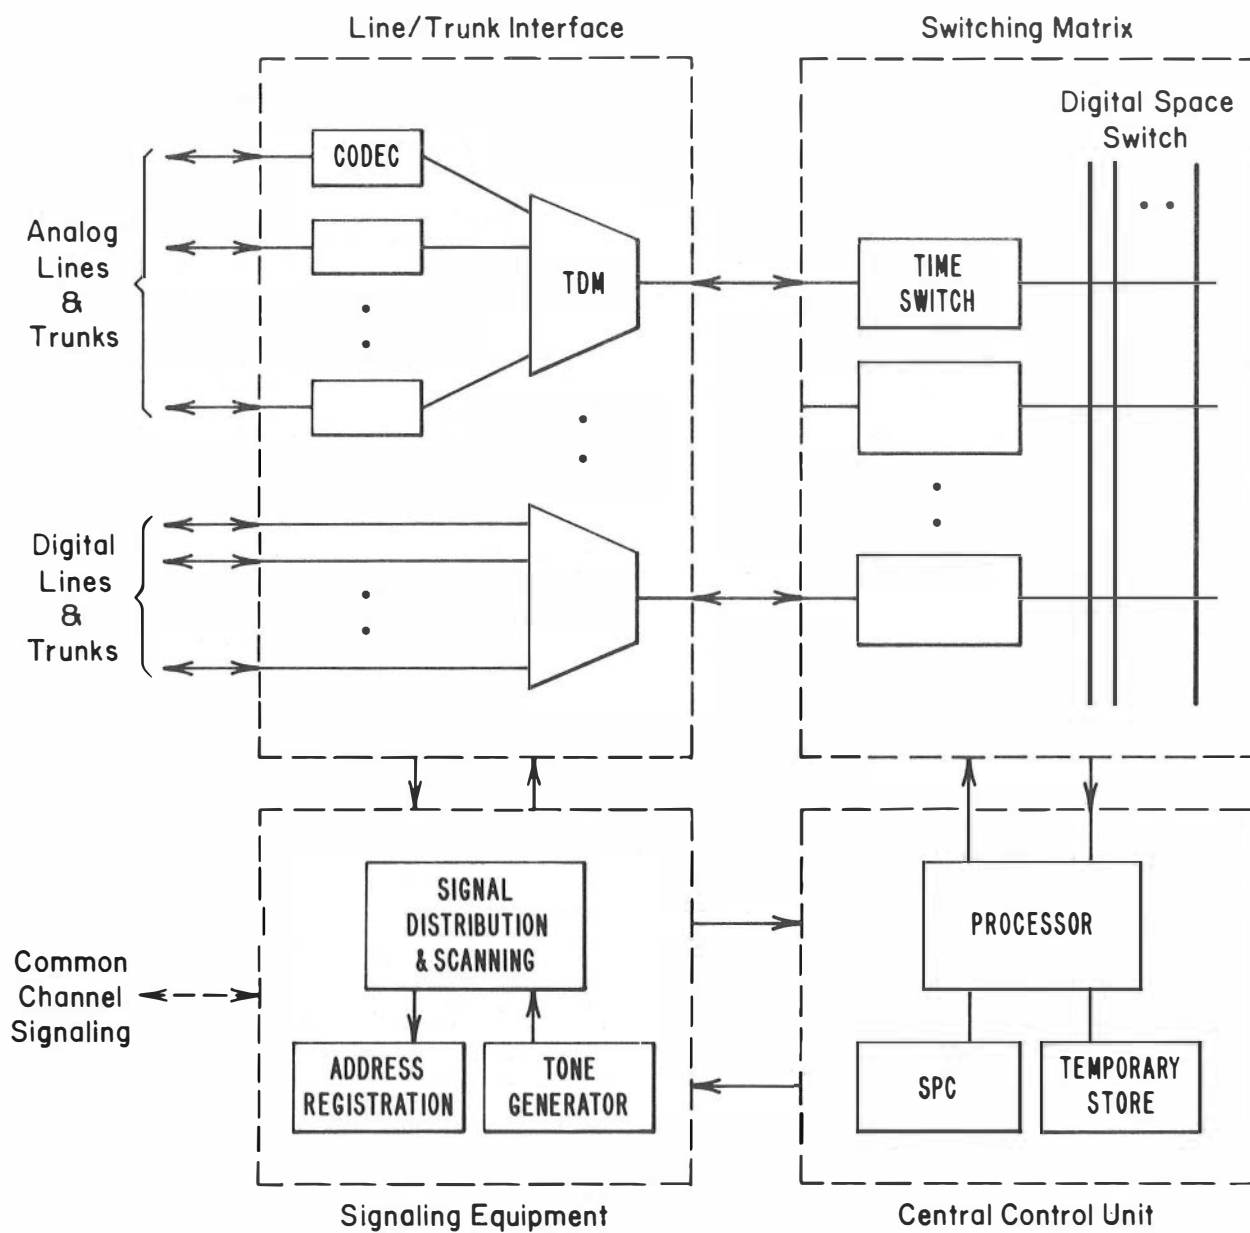 Line/Trunk Interface
Switching Matrix
Digital Space
Switch
CODEC
Analog
Lines
&
Trunks
TDM
TIME
SWITCH
Digital
Lines
&
Trunks
SIGNAL
DISTRIBUTION
& SCANNING
PROCESSOR
Common
Channel
Signaling
ADDRESS
REGISTRATION
TONE
GENERATOR
SPC
TEMPORARY
STORE
Signaling Equipment
Central Control Unit